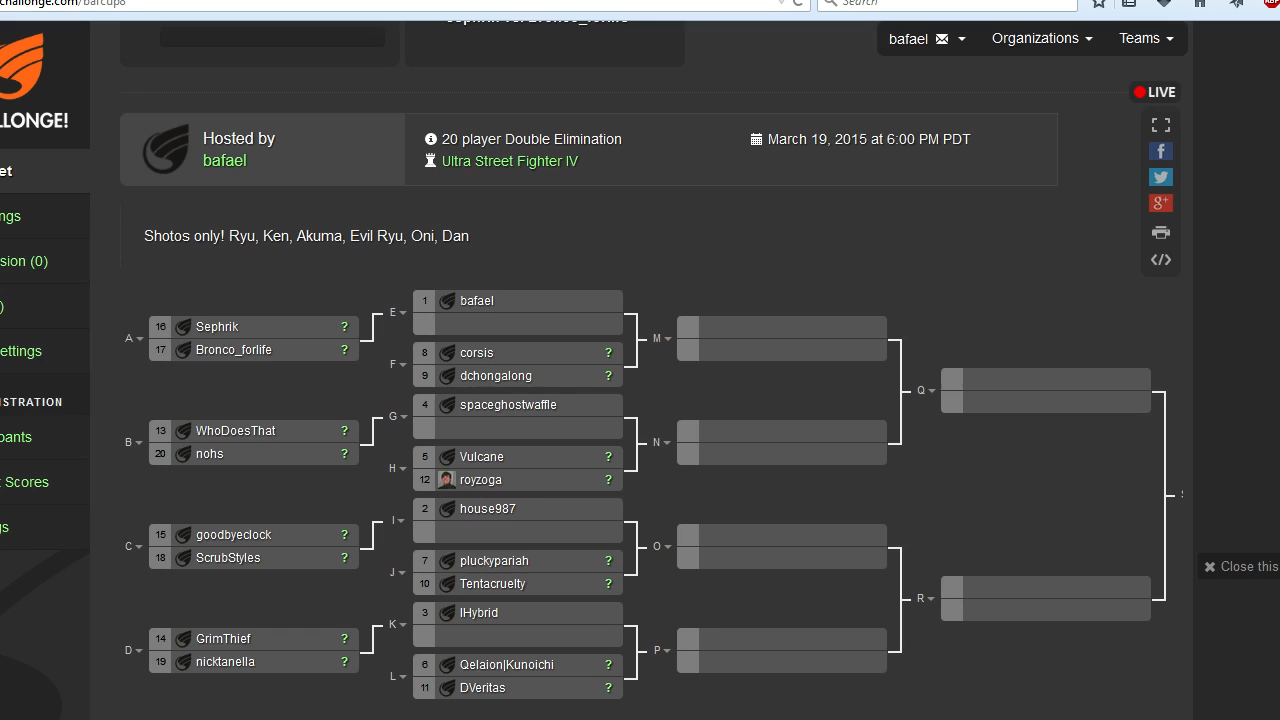 challonge.com/bafcup8
Search
bafael
Organizations
Teams
LLONGE!
LIVE
Hosted by
bafael
20 player Double Elimination
March 19, 2015 at 6:00 PM PDT
Ultra Street Fighter IV
et
ngs
sion (0)
)
ettings
STRATION
pants
t Scores
gs
Shotos only! Ryu, Ken, Akuma, Evil Ryu, Oni, Dan
A
16 Sephrik ?
17 Bronco_forlife ?
B
13 WhoDoesThat ?
20 nohs ?
C
15 goodbyeclock ?
18 ScrubStyles ?
D
14 GrimThief ?
19 nicktanella ?
E
1 bafael
F
8 corsis ?
9 dchongalong ?
G
4 spaceghostwaffle
H
5 Vulcane ?
12 royzoga ?
I
2 house987
J
7 pluckypariah ?
10 Tentacruelty ?
K
3 IHybrid
L
6 Qelaion|Kunoichi ?
11 DVeritas ?
M
N
O
P
Q
R
Close this